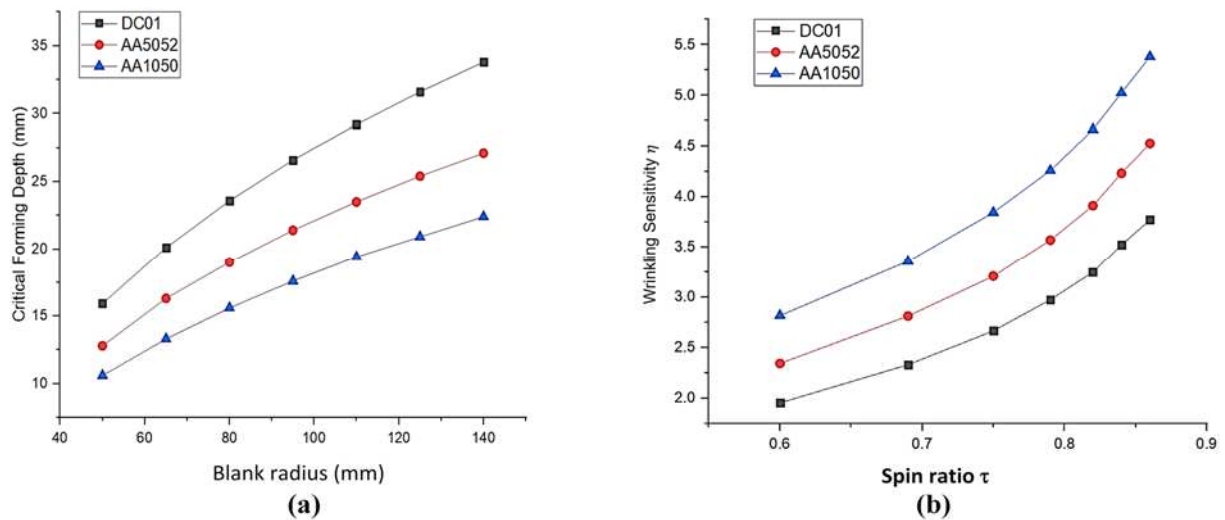 DC01
AA5052
AA1050
Critical Forming Depth (mm)
35
30
25
20
15
10
40
60
80
100
120
140
Blank radius (mm)
(a)
DC01
AA5052
AA1050
Wrinkling Sensitivity η
5.5
5.0
4.5
4.0
3.5
3.0
2.5
2.0
0.6
0.7
0.8
0.9
Spin ratio τ
(b)